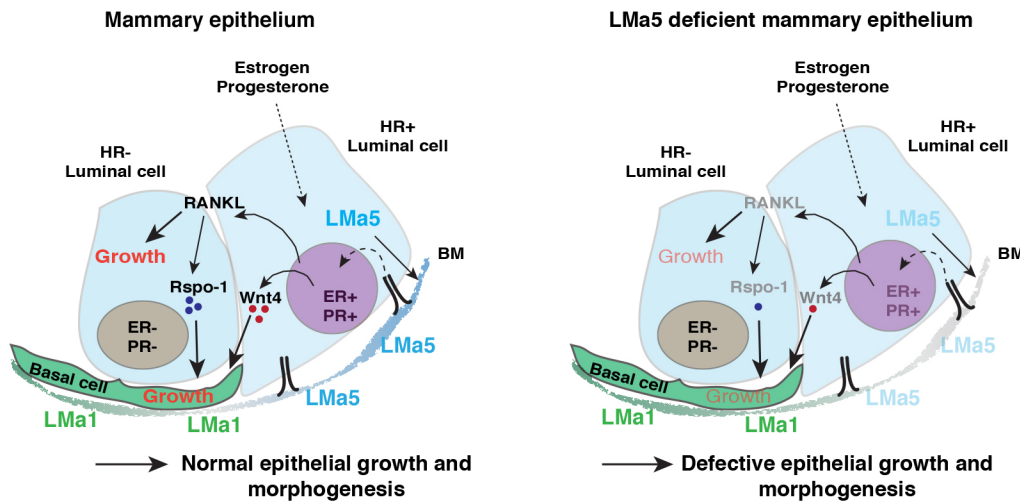 Mammary epithelium
Estrogen
Progesterone
HR+
Luminal cell
HR-
Luminal cell
RANKL
LMa5
Growth
BM
Rspo-1
Wnt4
ER+
PR+
ER-
PR-
LMa5
Basal cell
Growth
LMa5
LMa1
LMa1
Normal epithelial growth and
morphogenesis
LMa5 deficient mammary epithelium
Estrogen
Progesterone
HR+
Luminal cell
HR-
Luminal cell
RANKL
LMa5
Growth
BM
Rspo-1
Wnt4
ER+
PR+
ER-
PR-
LMa5
Basal cell
Growth
LMa5
LMa1
LMa1
Defective epithelial growth and
morphogenesis